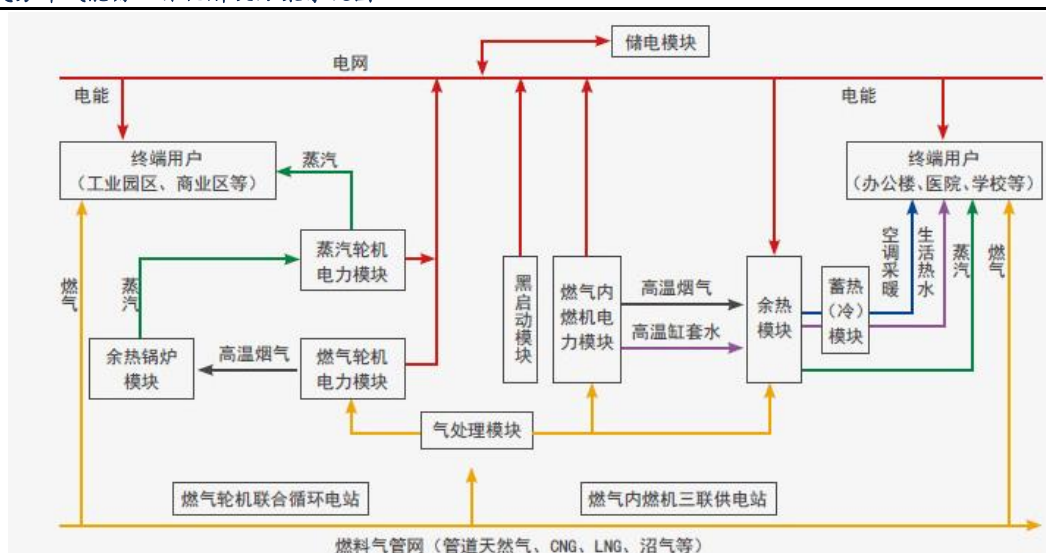 储电模块
电网
电能
电能
终端用户
（工业园区、商业区等）
蒸汽
终端用户
（办公楼、医院、学校等）
燃气
蒸汽
蒸汽轮机
电力模块
黑启动模块
燃气内
燃机电
力模块
高温烟气
高温缸套水
余热
模块
蓄热
（冷）
模块
空调采暖
生活热水
蒸汽
燃气
余热锅炉
模块
高温烟气
燃气轮机
电力模块
气处理模块
燃气轮机联合循环电站
燃气内燃机三联供电站
燃料气管网（管道天然气、CNG、LNG、沼气等）